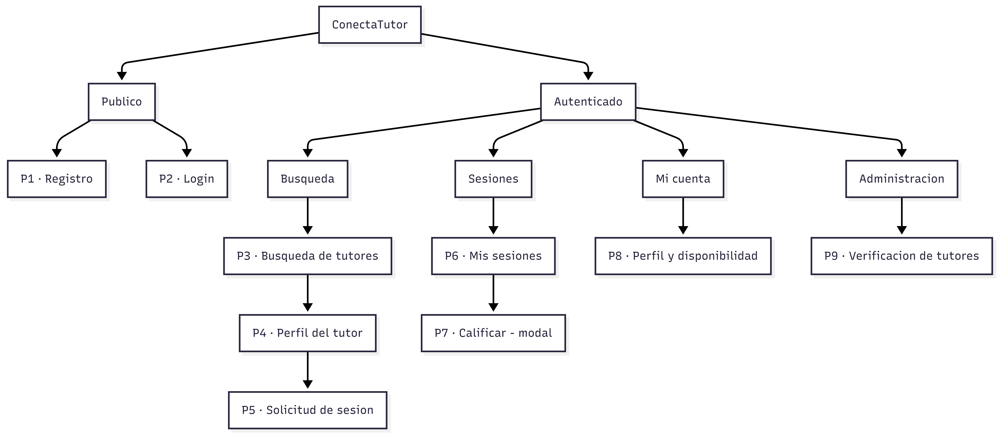 ConectaTutor
Publico
Autenticado
P1 · Registro
P2 · Login
Busqueda
Sesiones
Mi cuenta
Administracion
P3 · Busqueda de tutores
P6 · Mis sesiones
P8 · Perfil y disponibilidad
P9 · Verificacion de tutores
P4 · Perfil del tutor
P7 · Calificar - modal
P5 · Solicitud de sesion